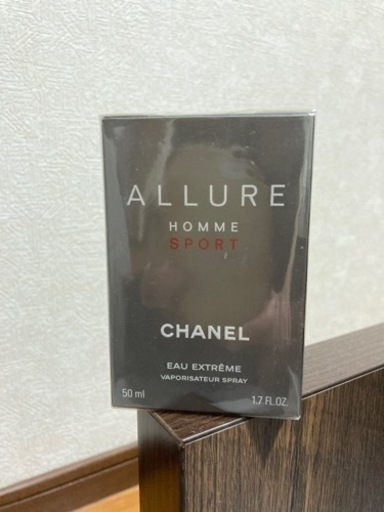 ALLURE
HOMME
SPORT
CHANEL
EAU EXTRÊME
VAPORISATEUR SPRAY
50 ml 1.7 FL.OZ.